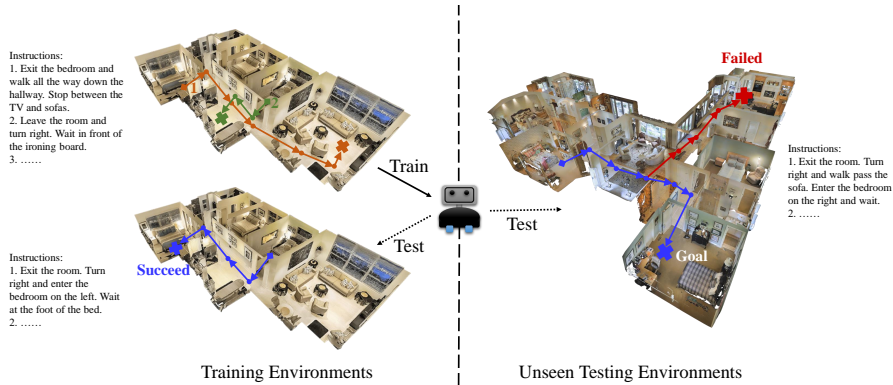 Instructions:
1. Exit the bedroom and
walk all the way down the
hallway. Stop between the
TV and sofas.
2. Leave the room and
turn right. Wait in front of
the ironing board.
3. ……
1
2
Train
Failed
Instructions:
1. Exit the room. Turn
right and walk pass the
sofa. Enter the bedroom
on the right and wait.
2. ……
Test
Test
Instructions:
1. Exit the room. Turn
right and enter the
bedroom on the left. Wait
at the foot of the bed.
2. ……
Succeed
Goal
Training Environments
Unseen Testing Environments